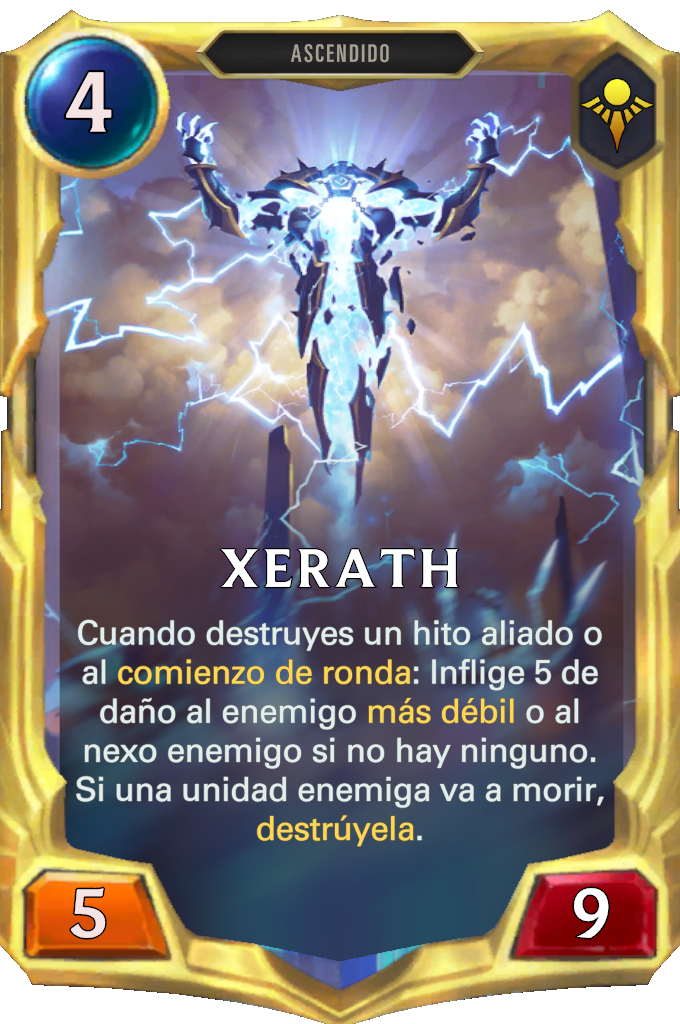 4
ASCENDIDO
XERATH
Cuando destruyes un hito aliado o
al comienzo de ronda: Inflige 5 de
daño al enemigo más débil o al
nexo enemigo si no hay ninguno.
Si una unidad enemiga va a morir,
destrúyela.
5
9